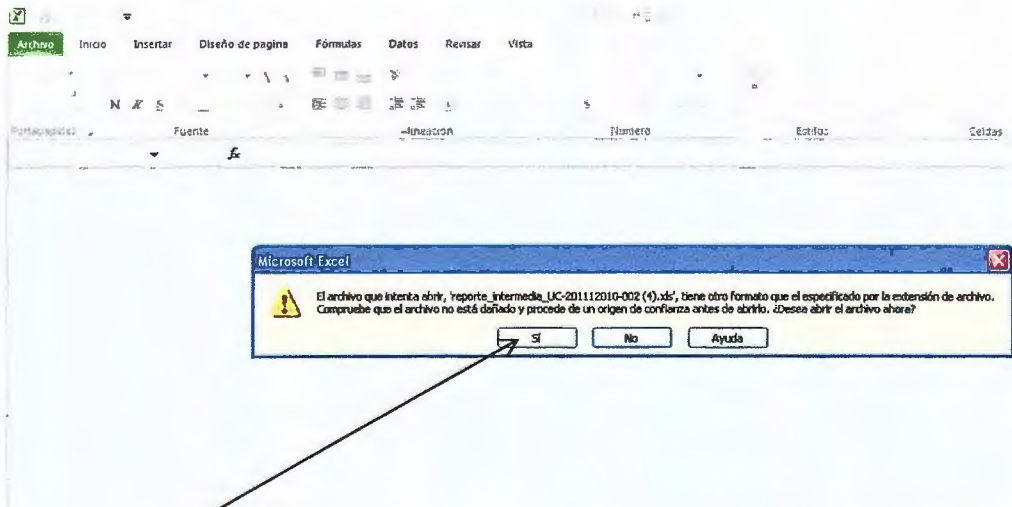 Archivo Inicio Insertar Diseño de pagina Fórmulas Datos Revisar Vista
N K S
Fuente Alineación Número Estilos Celdas
fx
Microsoft Excel
El archivo que intenta abrir, 'reporte_intermedia_UC-201112010-002 (4).xls', tiene otro formato que el especificado por la extensión de archivo.
Compruebe que el archivo no está dañado y procede de un origen de confianza antes de abrirlo. ¿Desea abrir el archivo ahora?
Sí No Ayuda